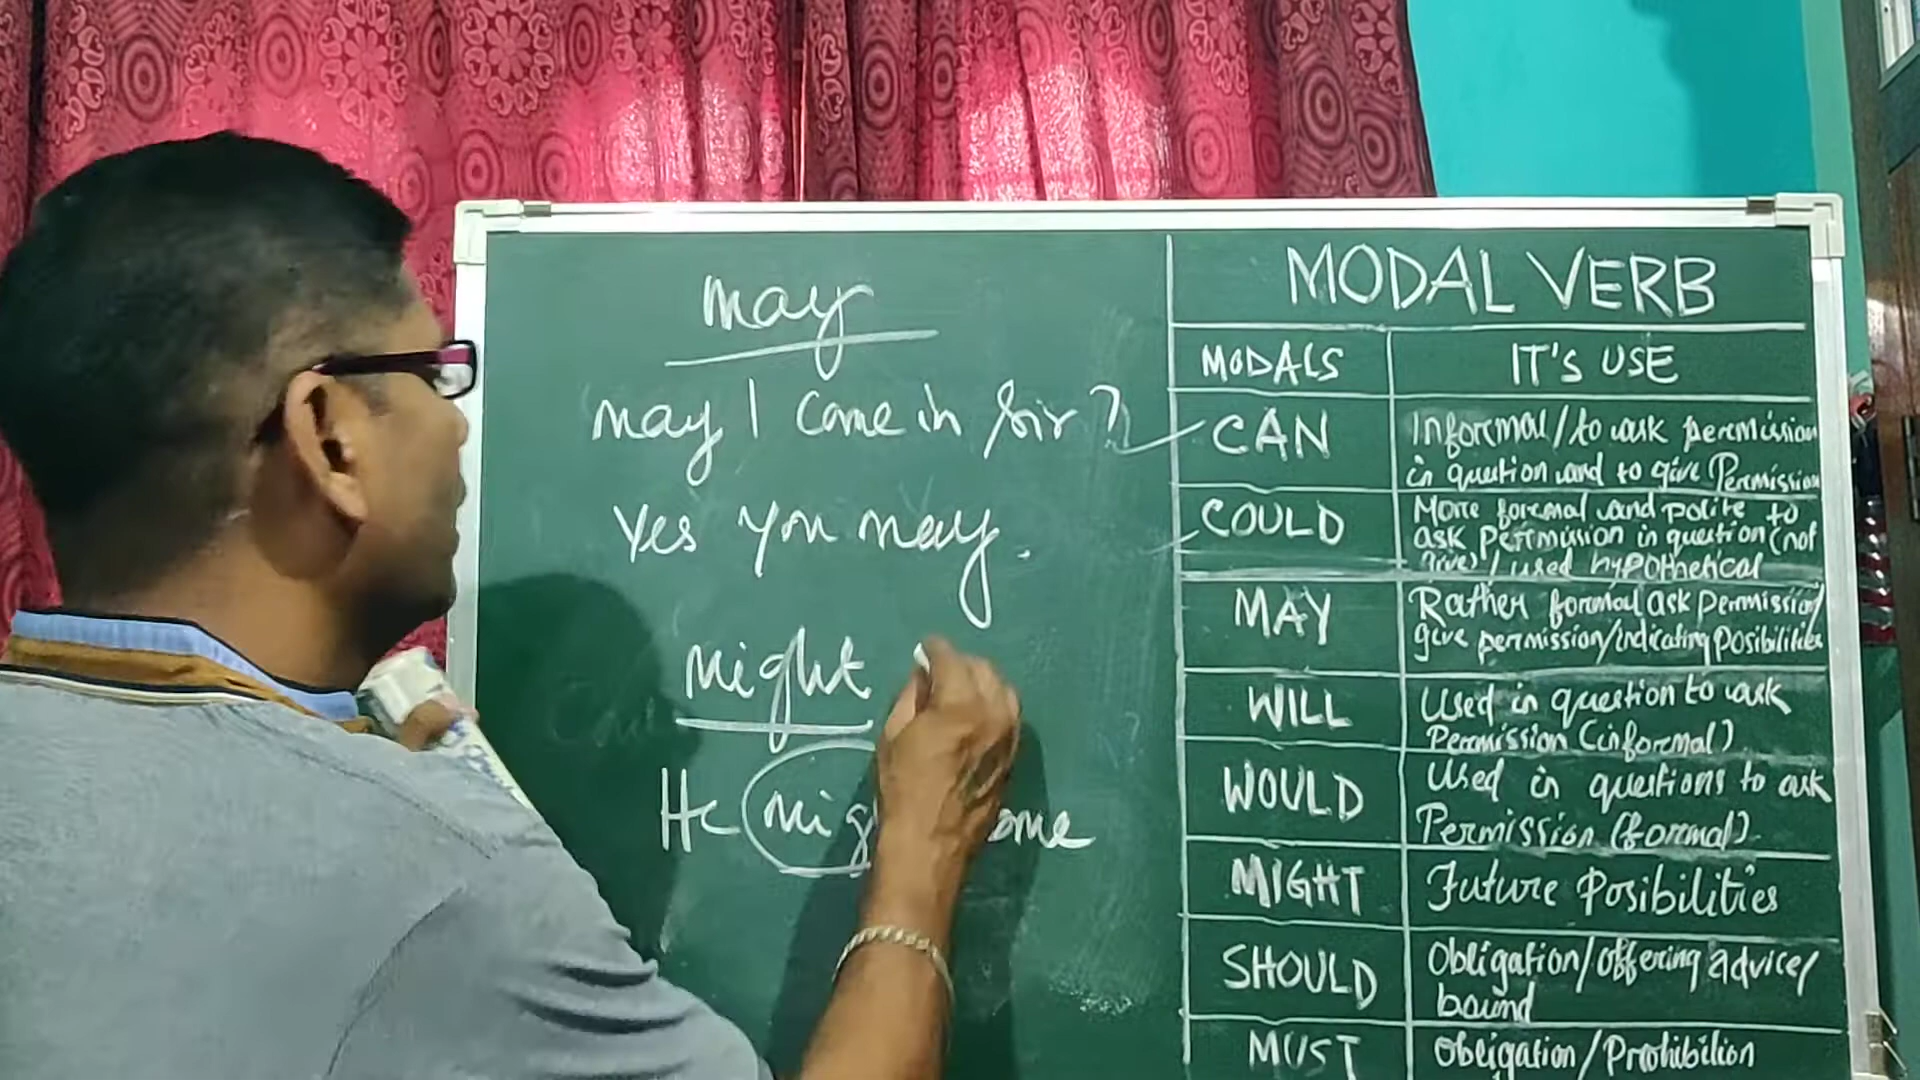 may
may I come in sir?
Yes you may.
might
He
MODAL VERB
MODALS
IT'S USE
CAN
Informal/to ask permission
in question and to give Permission
COULD
More formal and polite to
ask permission in question (not
give) / used hypothetical
MAY
Rather formal ask permission/
give permission/indicating posibilities
WILL
Used in question to ask
Permission (informal)
WOULD
Used in questions to ask
Permission (formal)
MIGHT
Future Posibilities
SHOULD
Obligation/offering advice/
bound
MUST
Obligation/Prohibilion